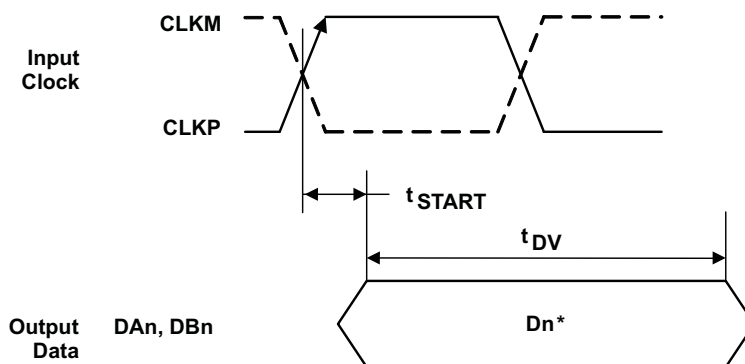 CLKM
Input
Clock
CLKP
tSTART
tDV
Output
Data
DAn, DBn
Dn*